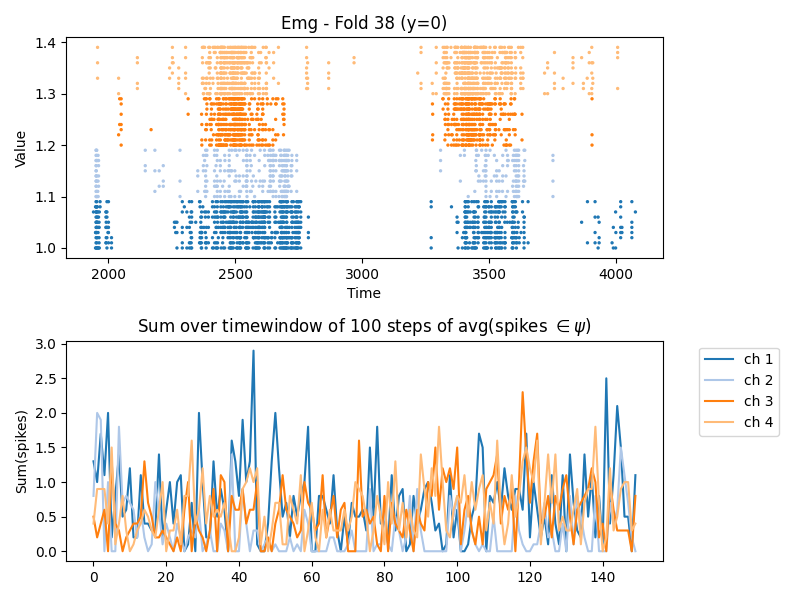 Emg - Fold 38 (y=0)
1.4
1.3
1.2
1.1
1.0
Value
2000 2500 3000 3500 4000
Time
Sum over timewindow of 100 steps of avg(spikes ∈ ψ)
3.0
2.5
2.0
1.5
1.0
0.5
0.0
Sum(spikes)
0 20 40 60 80 100 120 140
ch 1
ch 2
ch 3
ch 4